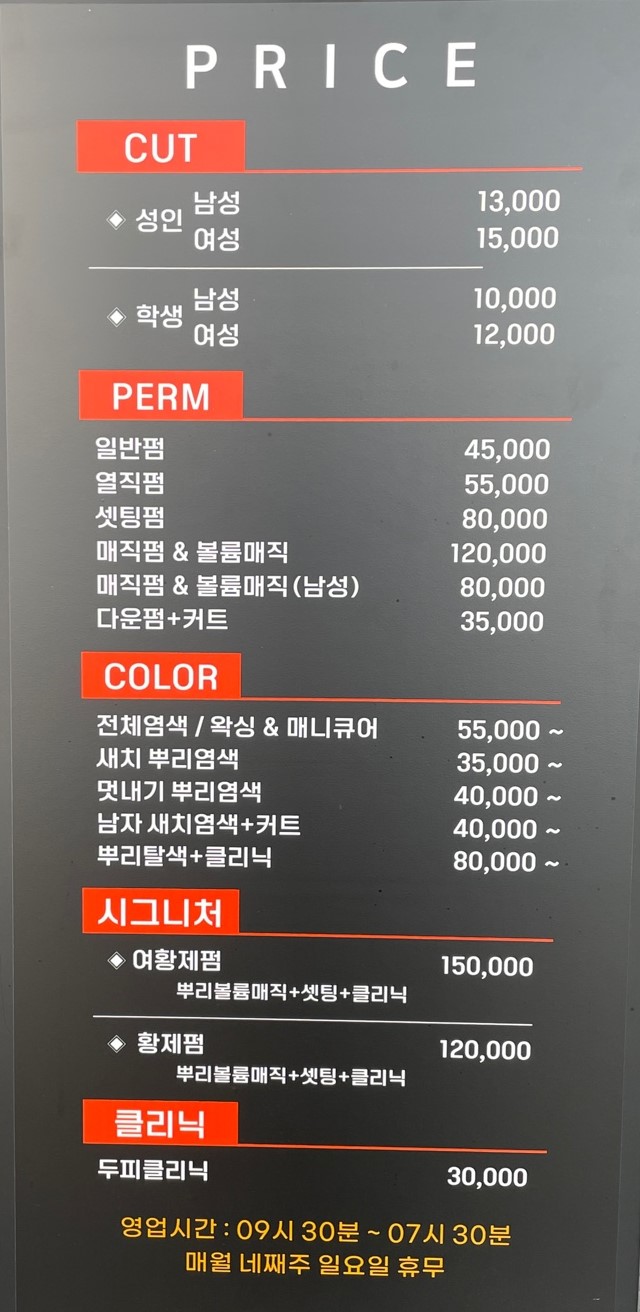 PRICE
CUT
◈ 성인 남성 13,000
여성 15,000
◈ 학생 남성 10,000
여성 12,000
PERM
일반펌 45,000
열직펌 55,000
셋팅펌 80,000
매직펌 & 볼륨매직 120,000
매직펌 & 볼륨매직(남성) 80,000
다운펌+커트 35,000
COLOR
전체염색 / 왁싱 & 매니큐어 55,000 ~
새치 뿌리염색 35,000 ~
멋내기 뿌리염색 40,000 ~
남자 새치염색+커트 40,000 ~
뿌리탈색+클리닉 80,000 ~
시그니처
◈ 여황제펌 150,000
뿌리볼륨매직+셋팅+클리닉
◈ 황제펌 120,000
뿌리볼륨매직+셋팅+클리닉
클리닉
두피클리닉 30,000
영업시간 : 09시 30분 ~ 07시 30분
매월 네째주 일요일 휴무